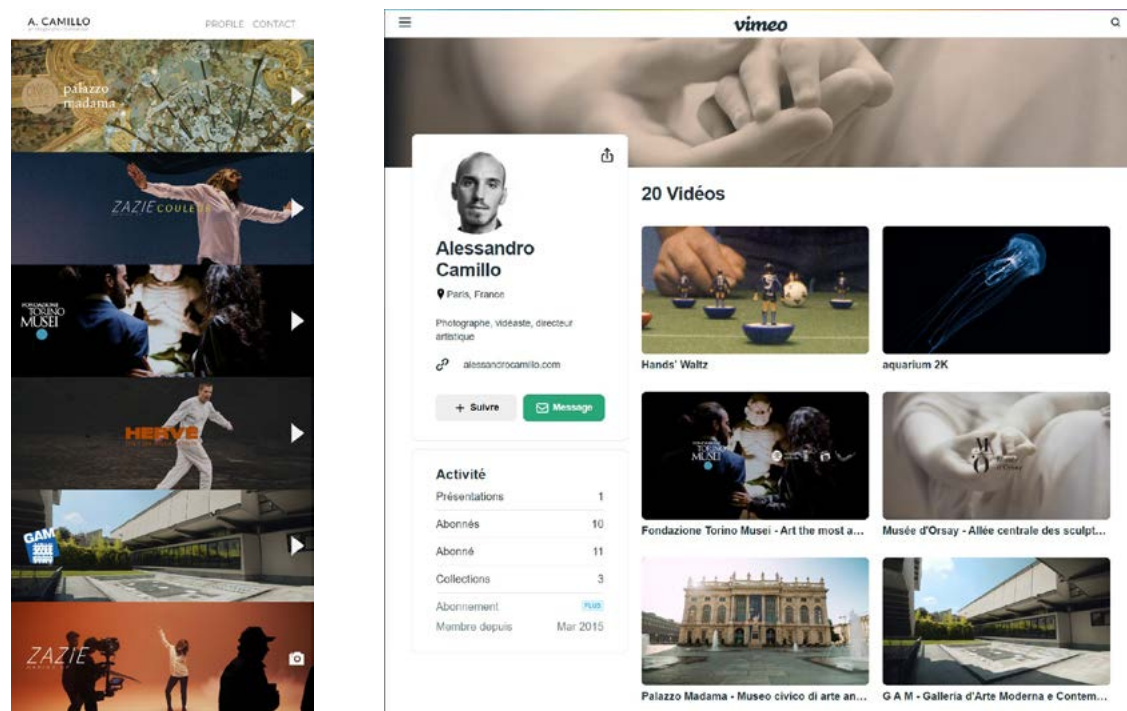 A. CAMILLO
PROFILE CONTACT
palazzo
madama
ZAZIE COULEUR
FONDAZIONE
TORINO
MUSEI
HERVÉ
GAM
ZAZIE
vimeo
Alessandro
Camillo
Paris, France
Photographe, vidéaste, directeur
artistique
alessandrocamillo.com
+ Suivre
Message
Activité
Présentations 1
Abonnés 10
Abonné 11
Collections 3
Abonnement PLUS
Membre depuis Mar 2015
20 Vidéos
Hands' Waltz
aquarium 2K
FONDAZIONE
TORINO
MUSEI
M
O
Fondazione Torino Musei - Art the most a...
Musée d'Orsay - Allée centrale des sculpt...
Palazzo Madama - Museo civico di arte an...
G A M - Galleria d'Arte Moderna e Contem...